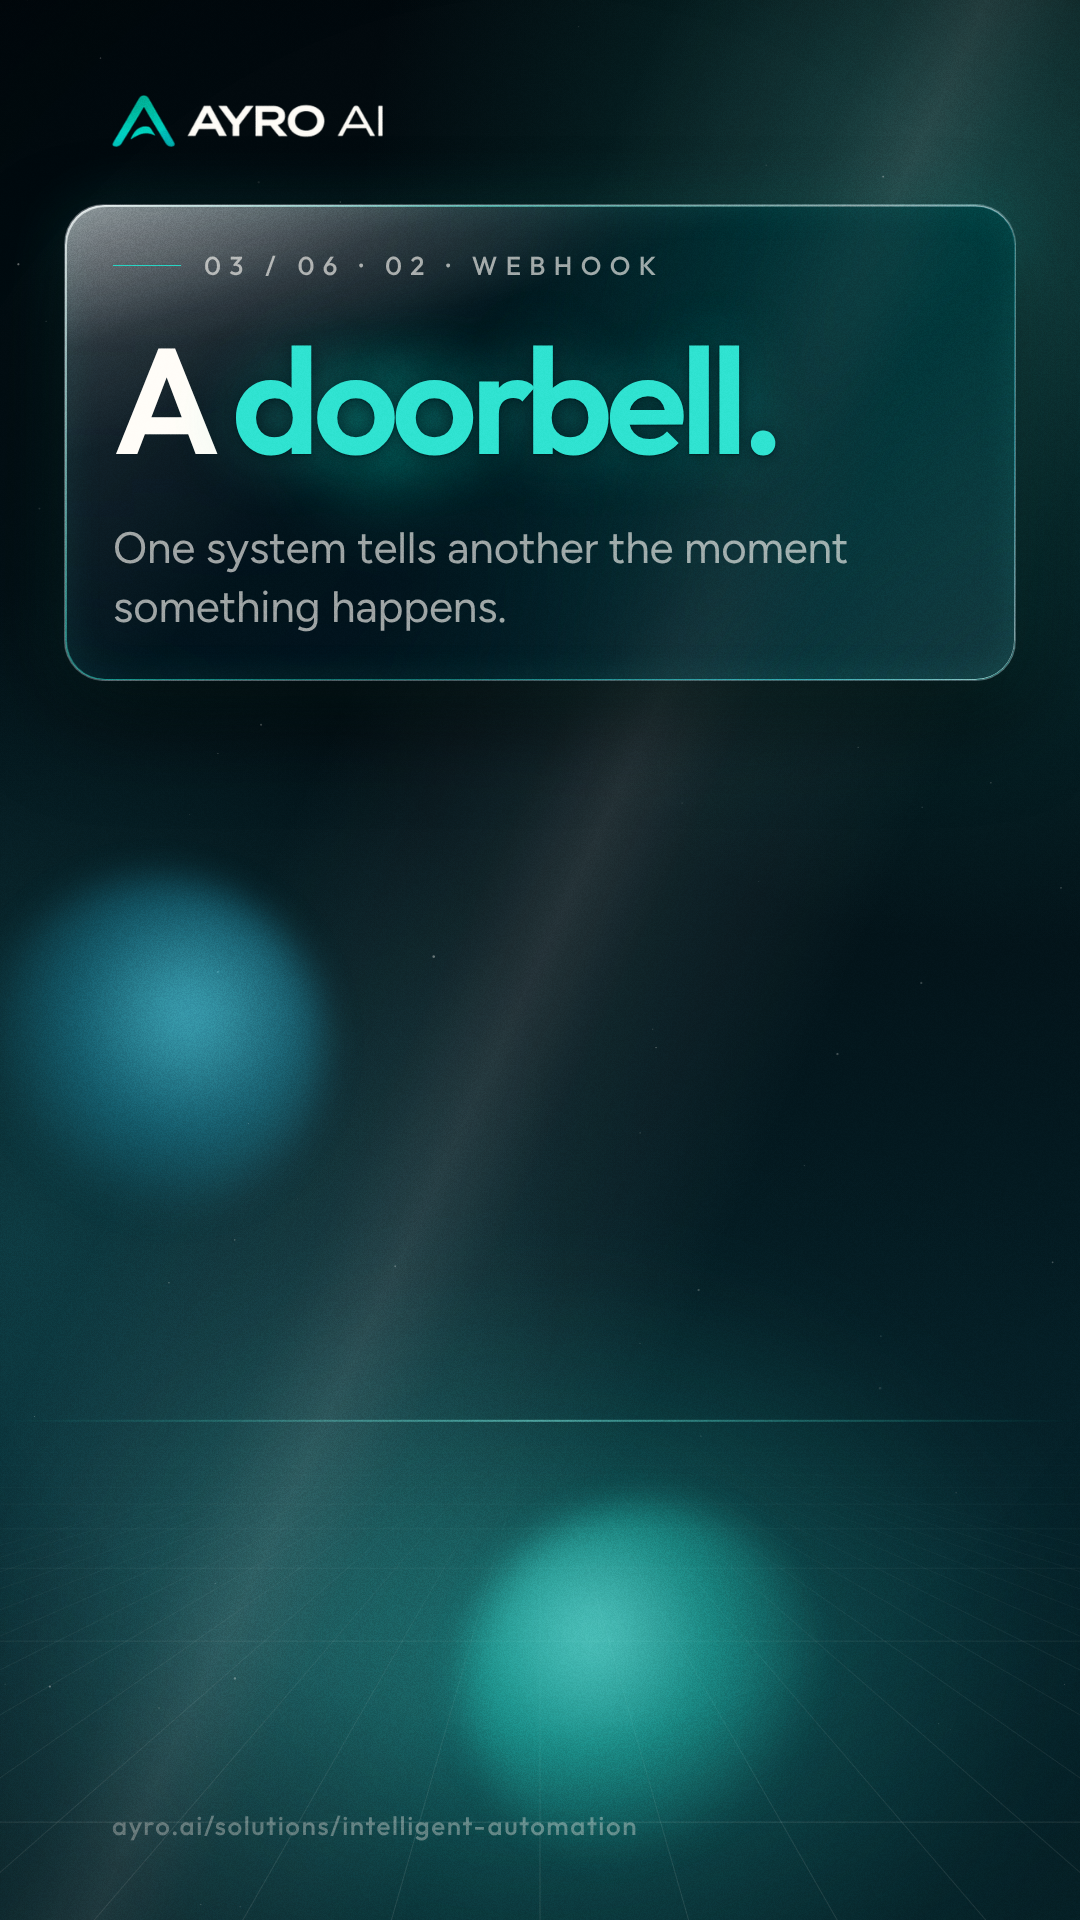 AYRO AI
03 / 06 · 02 · WEBHOOK
A doorbell.
One system tells another the moment
something happens.
ayro.ai/solutions/intelligent-automation